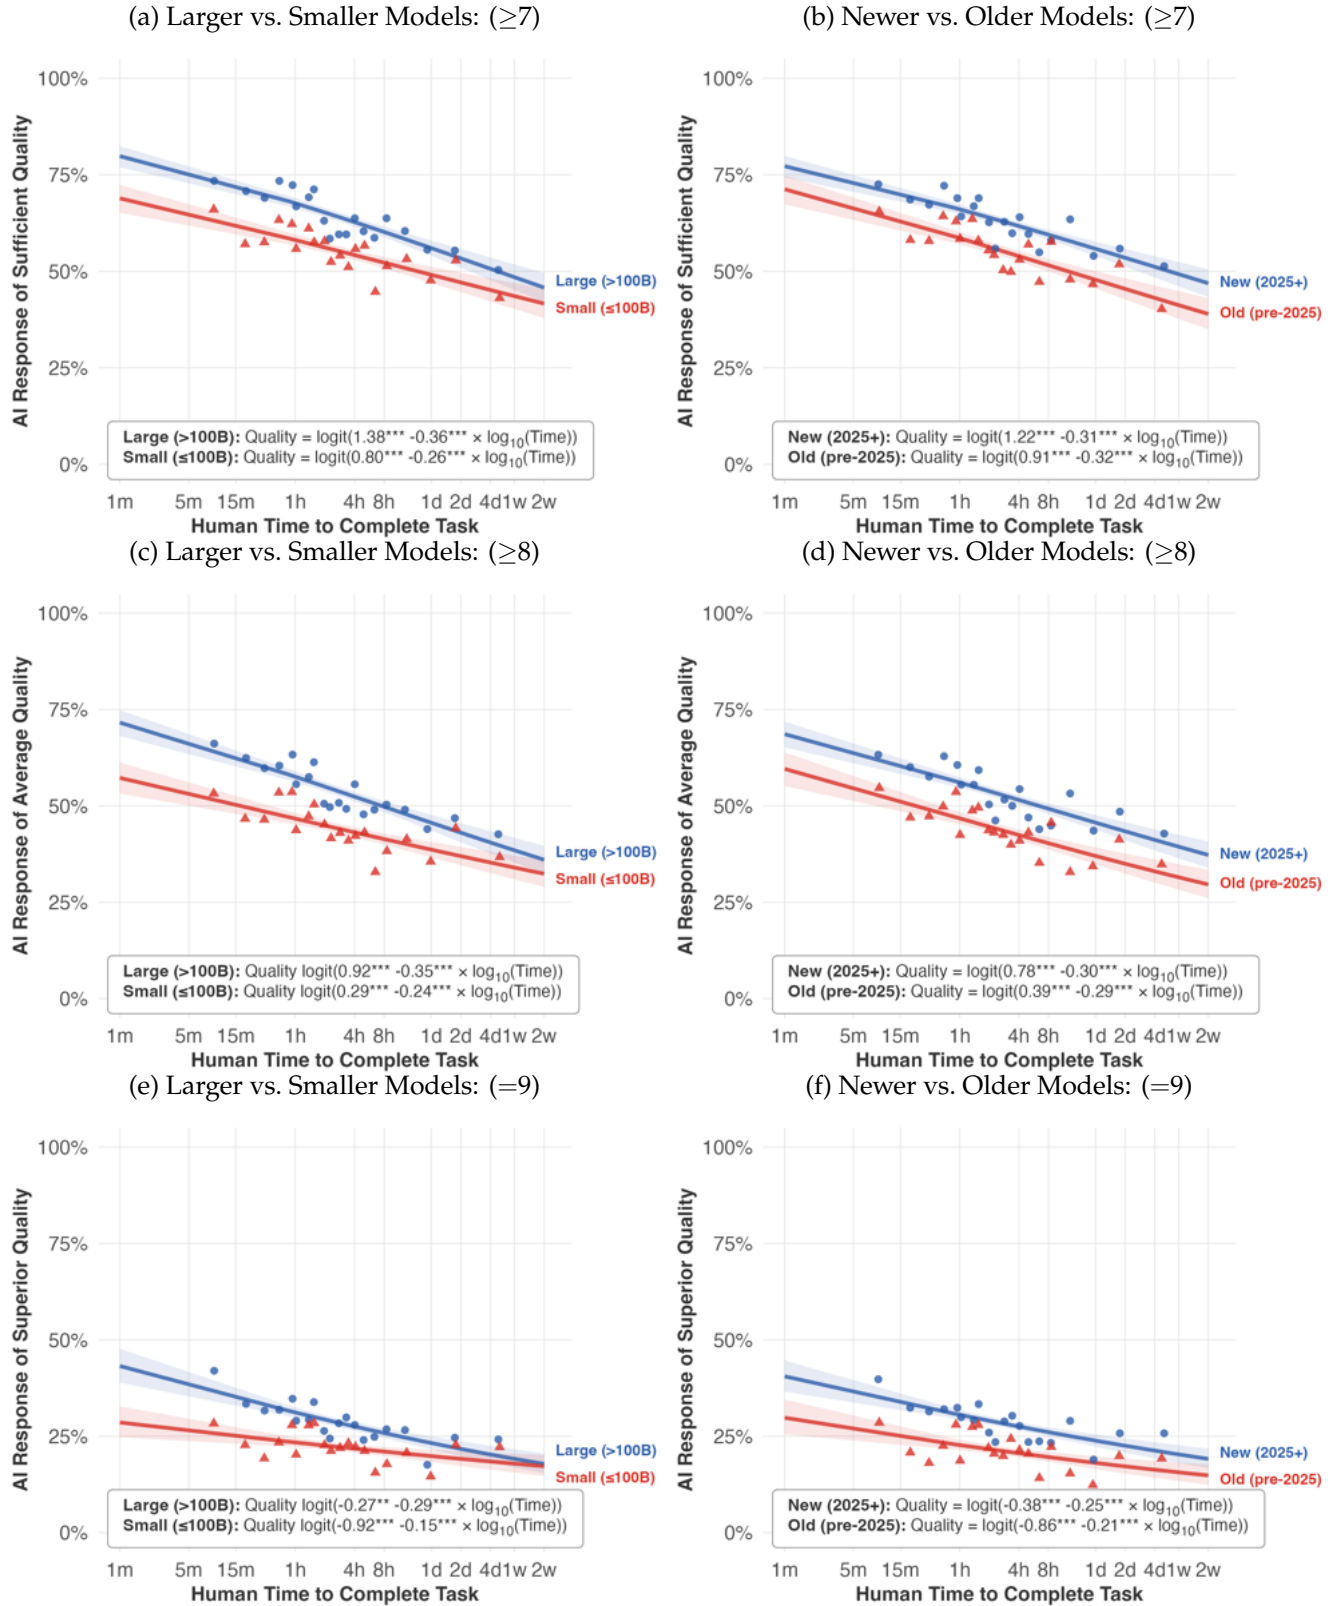 (a) Larger vs. Smaller Models: (≥7)
100%
75%
50%
25%
0%
AI Response of Sufficient Quality
Large (>100B)
Small (≤100B)
Large (>100B): Quality = logit(1.38*** -0.36*** × log10(Time))
Small (≤100B): Quality = logit(0.80*** -0.26*** × log10(Time))
1m 5m 15m 1h 4h 8h 1d 2d 4d1w 2w
Human Time to Complete Task
(b) Newer vs. Older Models: (≥7)
100%
75%
50%
25%
0%
AI Response of Sufficient Quality
New (2025+)
Old (pre-2025)
New (2025+): Quality = logit(1.22*** -0.31*** × log10(Time))
Old (pre-2025): Quality = logit(0.91*** -0.32*** × log10(Time))
1m 5m 15m 1h 4h 8h 1d 2d 4d1w 2w
Human Time to Complete Task
(c) Larger vs. Smaller Models: (≥8)
100%
75%
50%
25%
0%
AI Response of Average Quality
Large (>100B)
Small (≤100B)
Large (>100B): Quality logit(0.92*** -0.35*** × log10(Time))
Small (≤100B): Quality logit(0.29*** -0.24*** × log10(Time))
1m 5m 15m 1h 4h 8h 1d 2d 4d1w 2w
Human Time to Complete Task
(d) Newer vs. Older Models: (≥8)
100%
75%
50%
25%
0%
AI Response of Average Quality
New (2025+)
Old (pre-2025)
New (2025+): Quality = logit(0.78*** -0.30*** × log10(Time))
Old (pre-2025): Quality = logit(0.39*** -0.29*** × log10(Time))
1m 5m 15m 1h 4h 8h 1d 2d 4d1w 2w
Human Time to Complete Task
(e) Larger vs. Smaller Models: (=9)
100%
75%
50%
25%
0%
AI Response of Superior Quality
Large (>100B)
Small (≤100B)
Large (>100B): Quality logit(-0.27** -0.29*** × log10(Time))
Small (≤100B): Quality logit(-0.92*** -0.15*** × log10(Time))
1m 5m 15m 1h 4h 8h 1d 2d 4d1w 2w
Human Time to Complete Task
(f) Newer vs. Older Models: (=9)
100%
75%
50%
25%
0%
AI Response of Superior Quality
New (2025+)
Old (pre-2025)
New (2025+): Quality = logit(-0.38*** -0.25*** × log10(Time))
Old (pre-2025): Quality = logit(-0.86*** -0.21*** × log10(Time))
1m 5m 15m 1h 4h 8h 1d 2d 4d1w 2w
Human Time to Complete Task